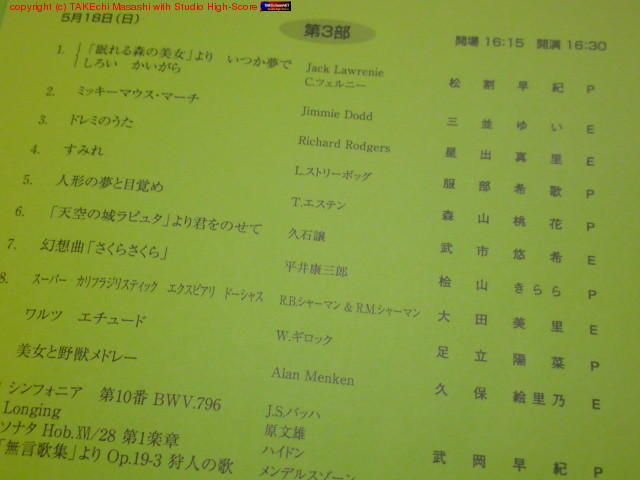 copyright (c) TAKEchi Masashi with Studio High-Score
5月18日(日) 第3部 開場 16:15 開演 16:30
1. 「眠れる森の美女」より いつか夢で Jack Lawrenie
しろい かいがら C.ツェルニー 松割早紀 P
2. ミッキーマウス・マーチ Jimmie Dodd 三並ゆい E
3. ドレミのうた Richard Rodgers 星出真里 E
4. すみれ L.ストリーボッグ 服部希歌 P
5. 人形の夢と目覚め T.エステン 森山桃花 P
6. 「天空の城ラピュタ」より君をのせて 久石譲 武市悠希 E
7. 幻想曲「さくらさくら」 平井康三郎 桧山きらら P
8. スーパー カリフラジリスティック エクスピアリ ドーシャス R.B.シャーマン & R.M.シャーマン 大田美里 E
ワルツ エチュード W.ギロック 足立陽菜 P
美女と野獣メドレー Alan Menken 久保絵里乃 E
シンフォニア 第10番 BWV.796 J.S.バッハ
Longing 原文雄
ソナタ Hob.XVI/28 第1楽章 ハイドン 武岡早紀 P
「無言歌集」より Op.19-3 狩人の歌 メンデルスゾーン